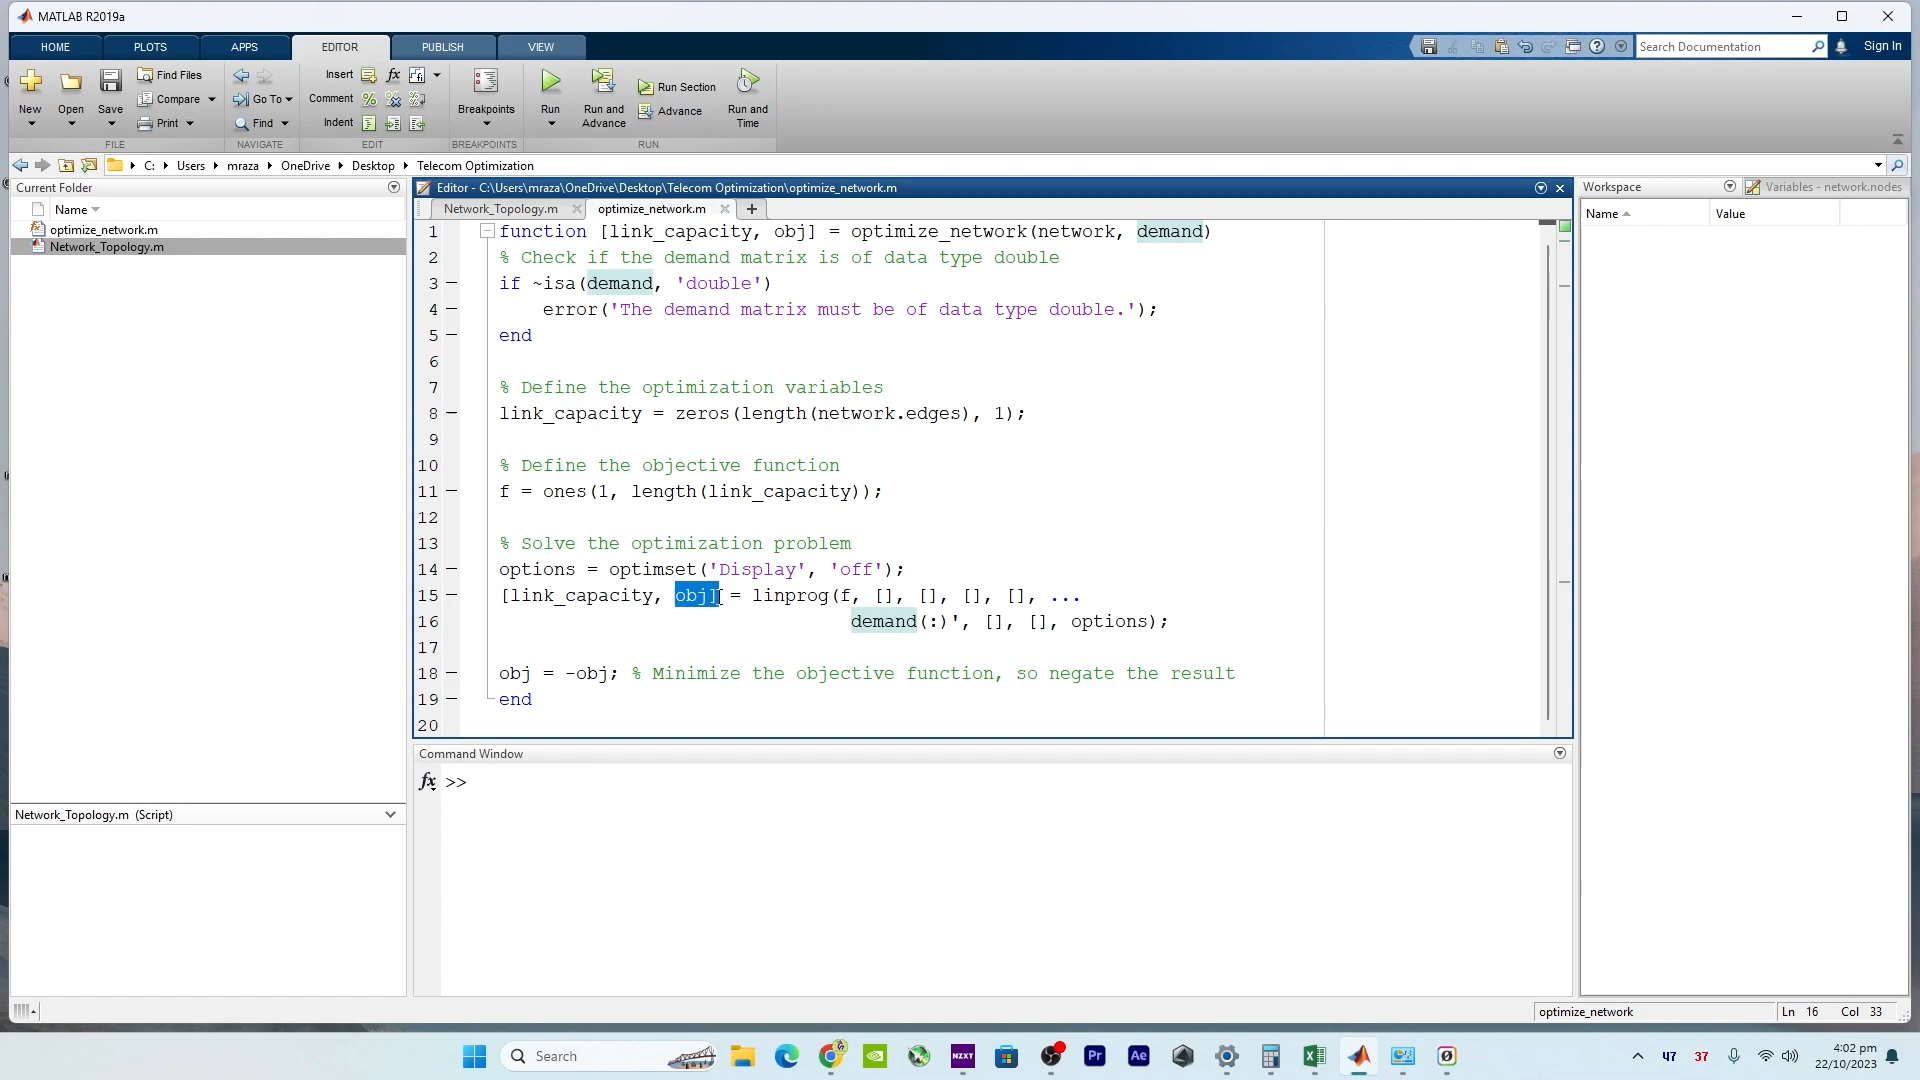 MATLAB R2019a
HOME PLOTS APPS EDITOR PUBLISH VIEW
Search Documentation Sign In
New Open Save Find Files Compare Print
Go To Find
Insert fx Comment Indent
Breakpoints Run Run and Advance Run Section Advance Run and Time
FILE NAVIGATE EDIT BREAKPOINTS RUN
C: Users mraza OneDrive Desktop Telecom Optimization
Current Folder
Name
optimize_network.m
Network_Topology.m
Network_Topology.m (Script)
Editor - C:\Users\mraza\OneDrive\Desktop\Telecom Optimization\optimize_network.m
Network_Topology.m optimize_network.m
1 function [link_capacity, obj] = optimize_network(network, demand)
2 % Check if the demand matrix is of data type double
3 if ~isa(demand, 'double')
4 error('The demand matrix must be of data type double.');
5 end
6
7 % Define the optimization variables
8 link_capacity = zeros(length(network.edges), 1);
9
10 % Define the objective function
11 f = ones(1, length(link_capacity));
12
13 % Solve the optimization problem
14 options = optimset('Display', 'off');
15 [link_capacity, obj] = linprog(f, [], [], [], [], ...
16 demand(:)', [], [], options);
17
18 obj = -obj; % Minimize the objective function, so negate the result
19 end
20
Command Window
fx >>
Workspace Variables - network.nodes
Name Value
optimize_network Ln 16 Col 33
Search
NZXT Pr Ae
47 37
4:02 pm
22/10/2023